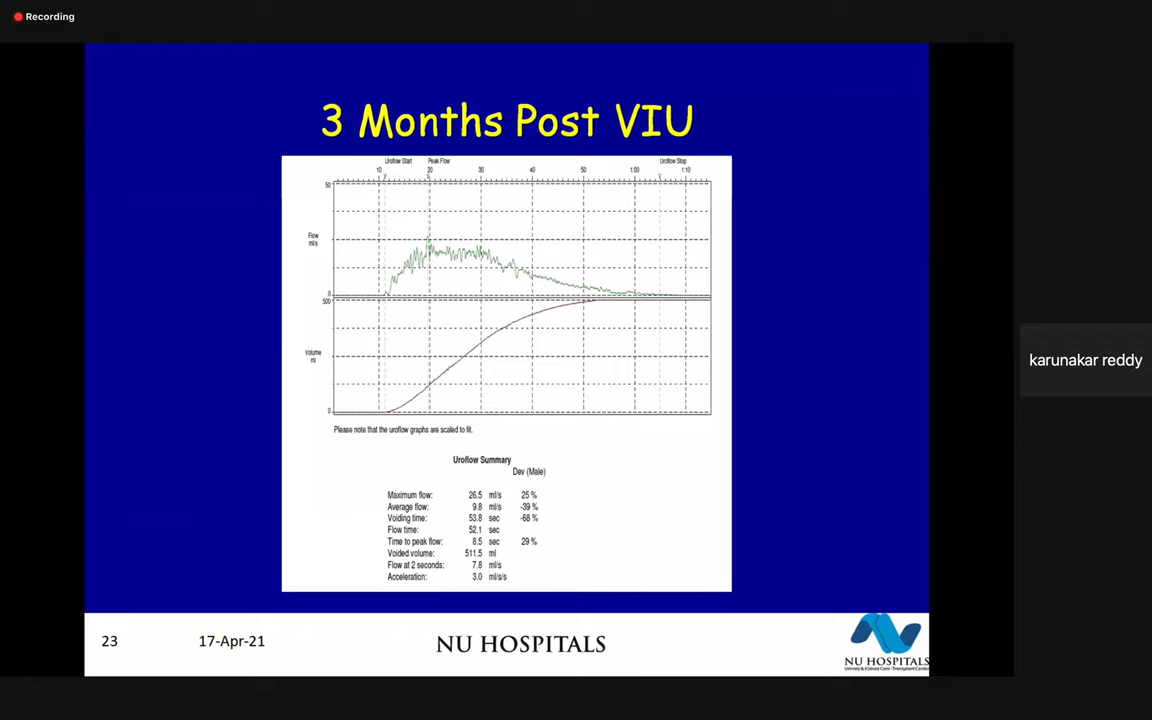 Recording
3 Months Post VIU
Uroflow Start Peak Flow Uroflow Stop
10 20 30 40 50 1:00 1:10
50
Flow
ml/s
0
500
Volume
ml
0
Please note that the uroflow graphs are scaled to fit.
Uroflow Summary
Dev (Male)
Maximum flow: 26.5 ml/s 25 %
Average flow: 9.8 ml/s -39 %
Voiding time: 53.8 sec -68 %
Flow time: 52.1 sec
Time to peak flow: 8.5 sec 29 %
Voided volume: 511.5 ml
Flow at 2 seconds: 7.8 ml/s
Acceleration: 3.0 ml/s/s
karunakar reddy
23 17-Apr-21 NU HOSPITALS
NU HOSPITALS
Urinary & Kidney Care - Transplant Center